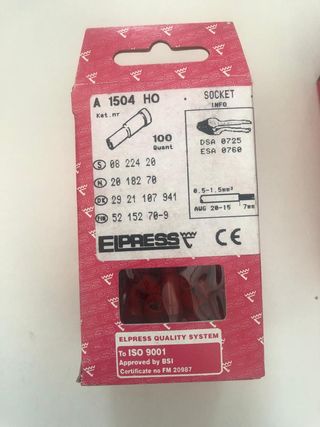 A 1504 HO
SOCKET
Kat.nr
INFO
100
Quant
DSA 0725
ESA 0760
S 08 224 20
N 20 182 70
DK 29 21 107 941
FIN 52 152 70-9
0.5-1.5mm²
AWG 20-15 7mm
ELPRESS CE
ELPRESS QUALITY SYSTEM
To ISO 9001
Approved by BSI
Certificate no FM 20987